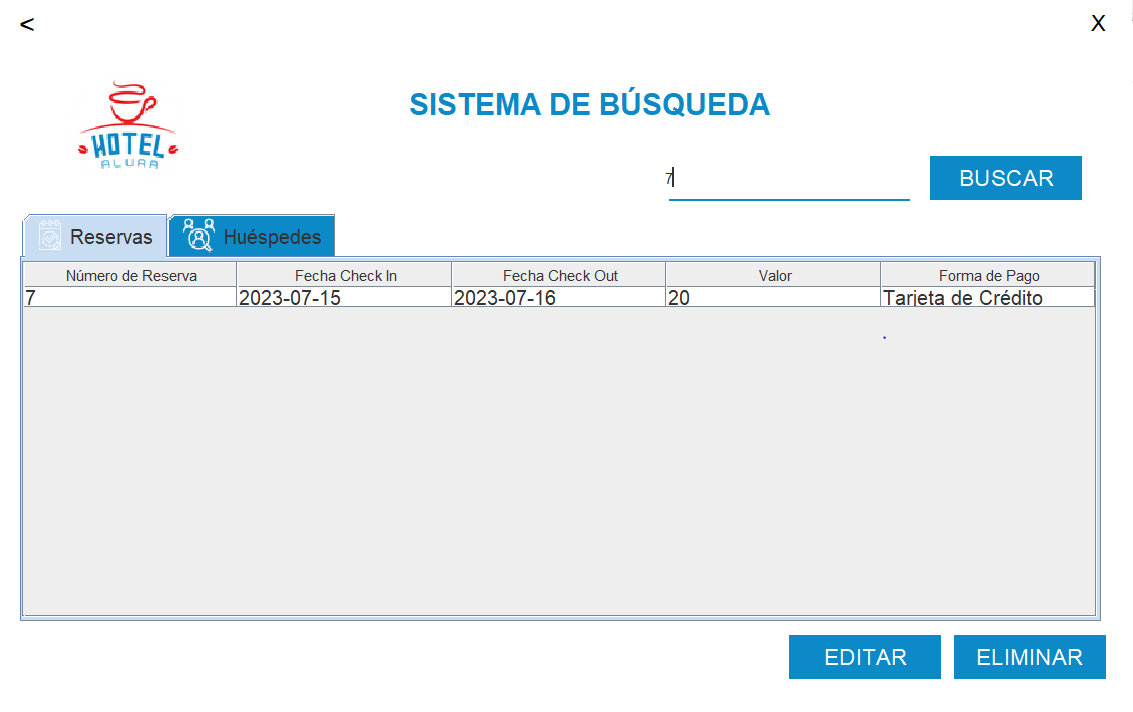 < X
HOTEL
ALURA
SISTEMA DE BÚSQUEDA
7
BUSCAR
Reservas Huéspedes
Número de Reserva Fecha Check In Fecha Check Out Valor Forma de Pago
7 2023-07-15 2023-07-16 20 Tarjeta de Crédito
EDITAR ELIMINAR